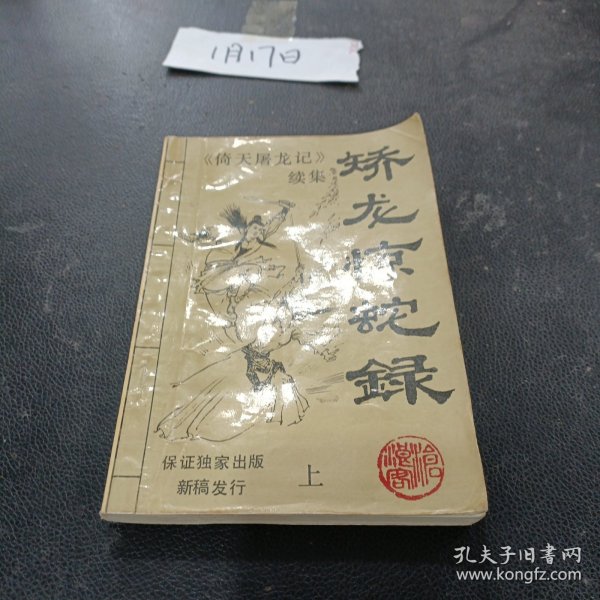 1月17日
《倚天屠龙记》
续集
矫龙惊蛇録
保证独家出版
新稿发行
上
孔夫子旧书网
www.kongfz.com